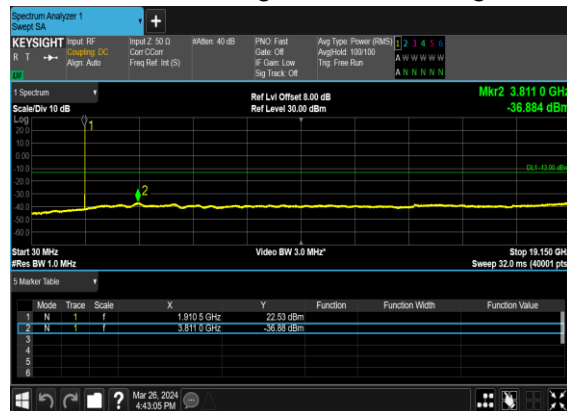 Spectrum Analyzer 1
Swept SA
KEYSIGHT Input: RF Input Z: 50 Ω #Atten: 40 dB PNO: Fast Avg Type: Power (RMS) 1 2 3 4 5 6
R T Coupling: DC Corr CCorr Gate: Off Avg|Hold: 100/100
Align: Auto Freq Ref: Int (S) IF Gain: Low Trig: Free Run A W W W W W
Sig Track: Off A N N N N N
1 Spectrum
Ref Lvl Offset 8.00 dB Mkr2 3.811 0 GHz
Scale/Div 10 dB Ref Level 30.00 dBm -36.884 dBm
Log
20.0
10.0
0.00
-10.0
-20.0
-30.0
-40.0
-50.0
-60.0
1
2
DL1 -13.00 dBm
Start 30 MHz Video BW 3.0 MHz* Stop 19.150 GHz
#Res BW 1.0 MHz Sweep 32.0 ms (40001 pts
5 Marker Table
Mode Trace Scale X Y Function Function Width Function Value
1 N 1 f 1.910 5 GHz 22.53 dBm
2 N 1 f 3.811 0 GHz -36.88 dBm
3
4
5
6
? Mar 26, 2024
4:43:05 PM